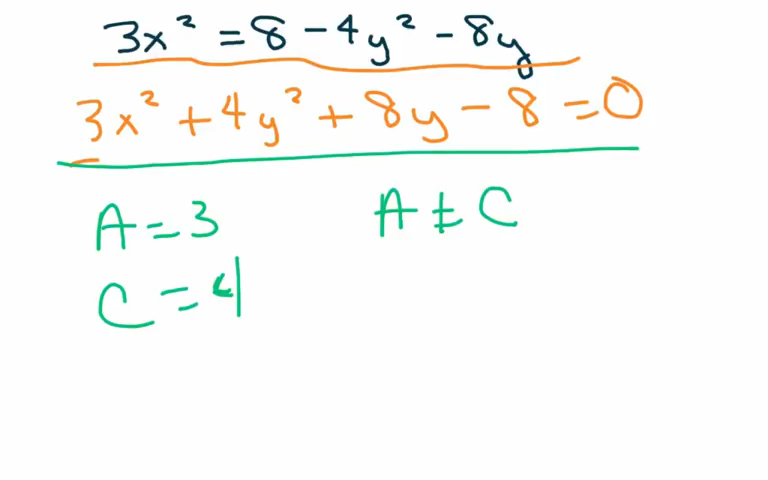 3x² = 8 - 4y² - 8y
3x² + 4y² + 8y - 8 = 0
A = 3 A ≠ C
C = 4